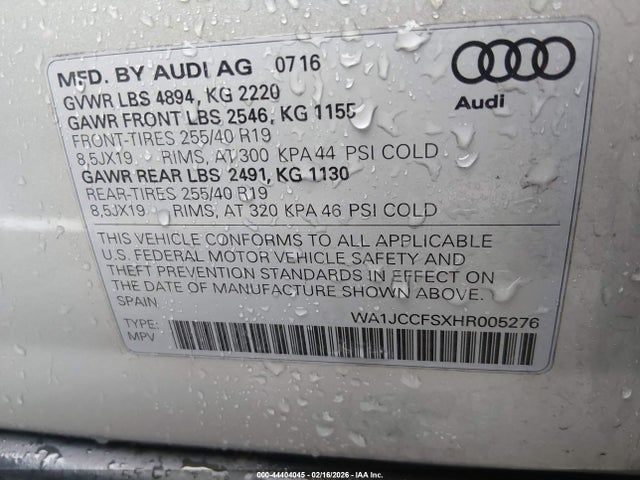 MFD. BY AUDI AG 0716
GVWR LBS 4894, KG 2220
GAWR FRONT LBS 2546, KG 1155
FRONT-TIRES 255/40 R19
8,5JX19 RIMS, AT 300 KPA 44 PSI COLD
GAWR REAR LBS 2491, KG 1130
REAR-TIRES 255/40 R19
8,5JX19 RIMS, AT 320 KPA 46 PSI COLD
Audi
THIS VEHICLE CONFORMS TO ALL APPLICABLE
U.S. FEDERAL MOTOR VEHICLE SAFETY AND
THEFT PREVENTION STANDARDS IN EFFECT ON
THE DATE OF MANUFACTURE SHOWN ABOVE.
SPAIN
TYPE:
MPV
WA1JCCFSXHR005276
000-44404045 - 02/16/2026 - IAA Inc.